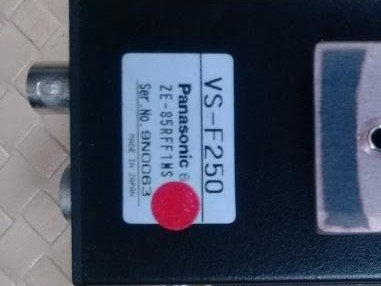 VS-F250
Panasonic
ZE-85RFF1MS
Ser.No.9N0063
MADE IN JAPAN